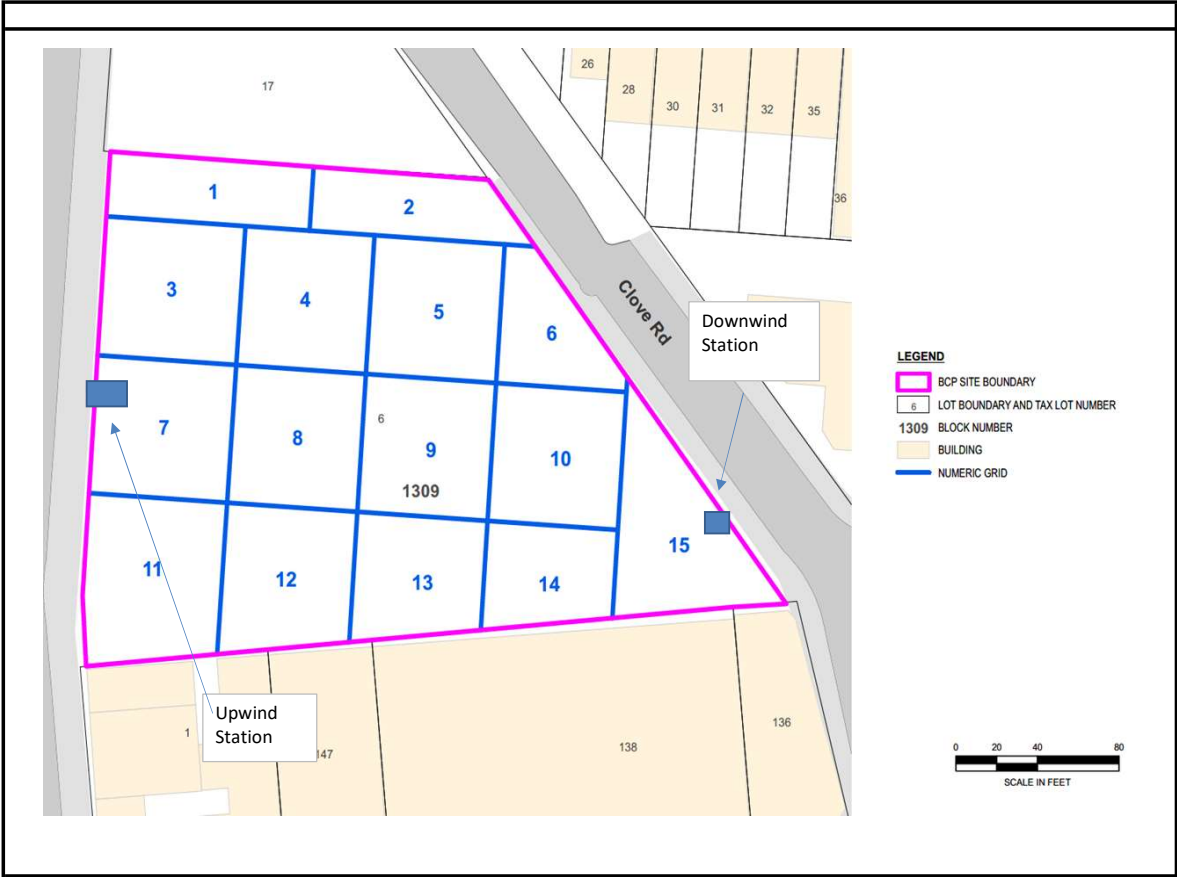 17
26
28
30
31
32
35
36
1
2
3
4
5
6
Clove Rd
Downwind
Station
7
8
6
9
10
1309
11
12
13
14
15
Upwind
Station
1
147
138
136
LEGEND
BCP SITE BOUNDARY
6 LOT BOUNDARY AND TAX LOT NUMBER
1309 BLOCK NUMBER
BUILDING
NUMERIC GRID
0 20 40 80
SCALE IN FEET